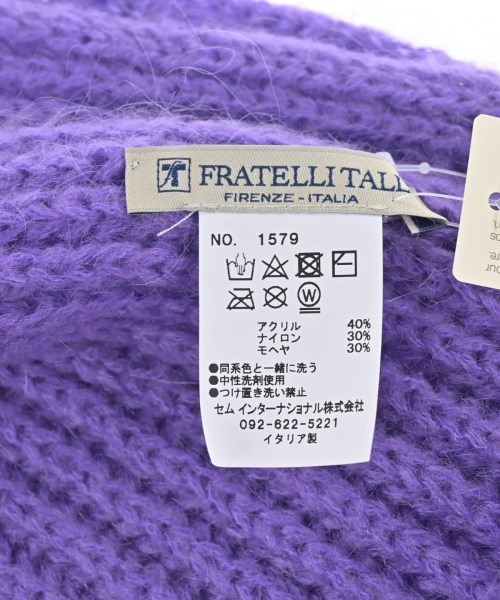 FRATELLI TALL
FIRENZE-ITALIA
NO. 1579
アクリル 40%
ナイロン 30%
モヘヤ 30%
●同系色と一緒に洗う
●中性洗剤使用
●つけ置き洗い禁止
セム インターナショナル株式会社
092-622-5221
イタリア製